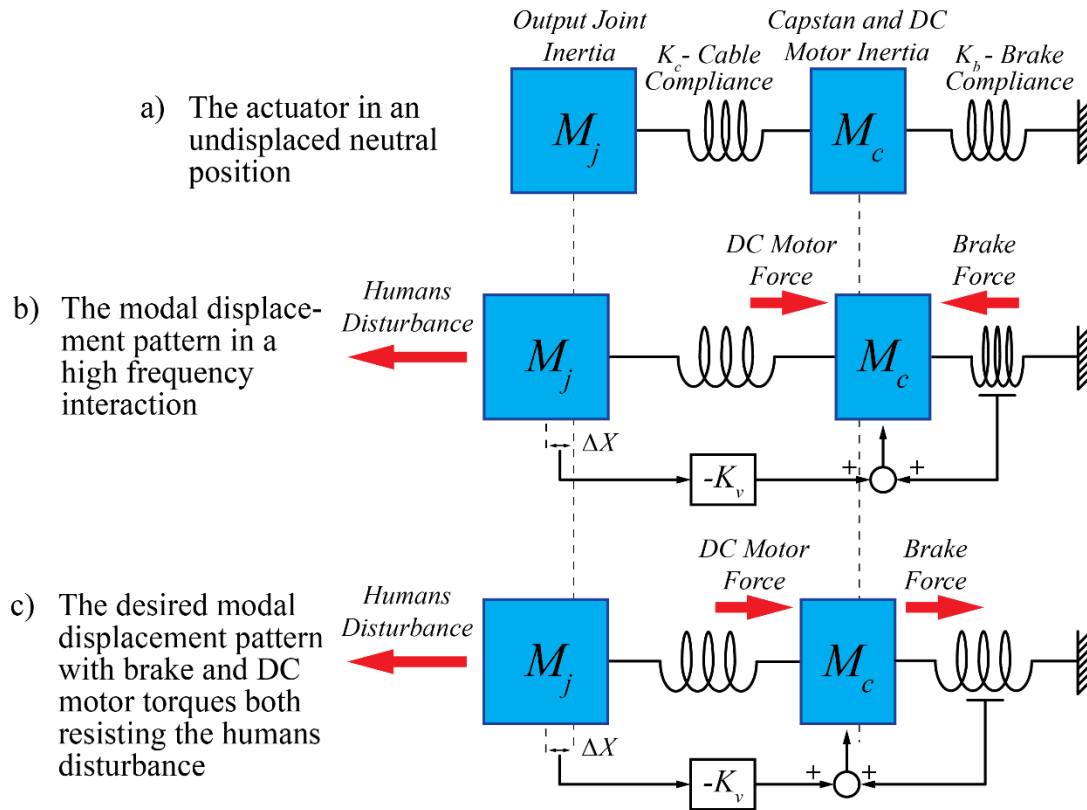 Output Joint
Inertia
K_c - Cable
Compliance
Capstan and DC
Motor Inertia
K_b - Brake
Compliance
a) The actuator in an
undisplaced neutral
position
M_j
M_c
DC Motor
Force
Brake
Force
b) The modal displace-
ment pattern in a
high frequency
interaction
Humans
Disturbance
M_j
M_c
ΔX
-K_v
+
+
DC Motor
Force
Brake
Force
c) The desired modal
displacement pattern
with brake and DC
motor torques both
resisting the humans
disturbance
Humans
Disturbance
M_j
M_c
ΔX
-K_v
+
+